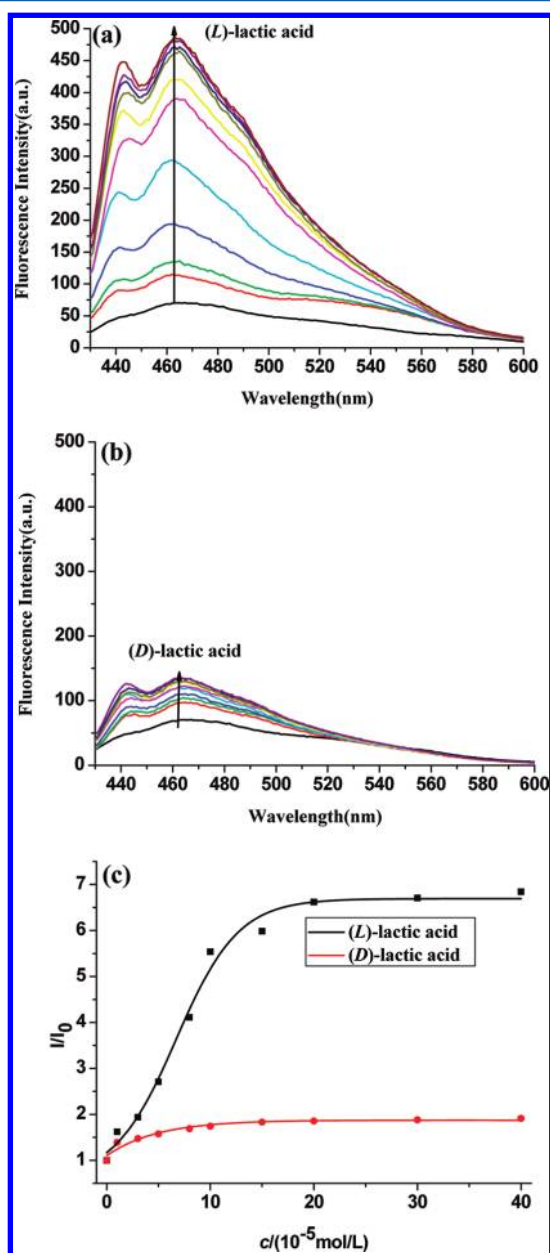 (a)
(L)-lactic acid
500
450
400
350
300
250
200
150
100
50
0
Fluorescence Intensity(a.u.)
440 460 480 500 520 540 560 580 600
Wavelength(nm)
(b)
500
400
300
200
100
0
Fluorescence Intensity(a.u.)
(D)-lactic acid
440 460 480 500 520 540 560 580 600
Wavelength(nm)
(c)
7
6
5
4
3
2
1
I/I0
(L)-lactic acid
(D)-lactic acid
0 10 20 30 40
c/(10-5mol/L)